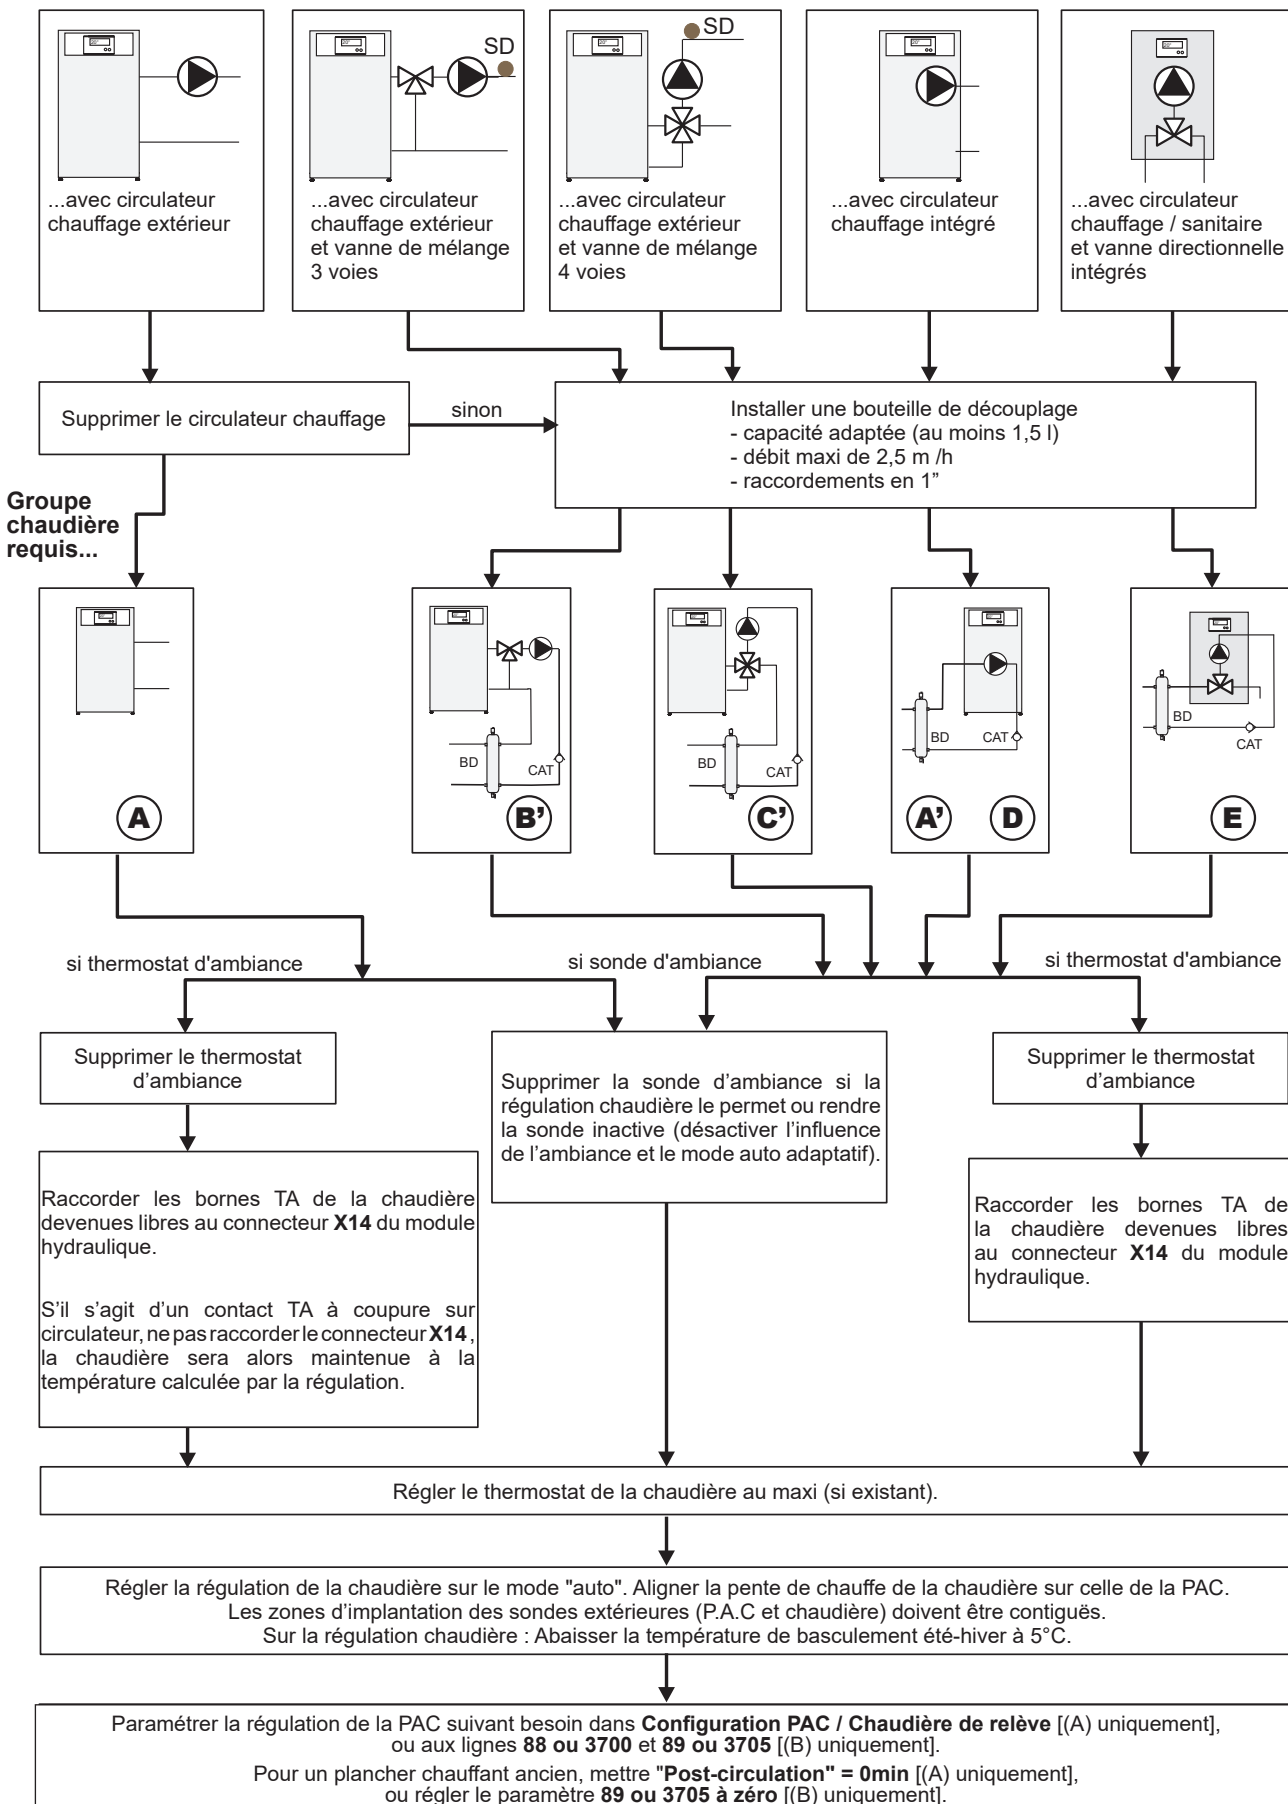 SD
SD
...avec circulateur
chauffage extérieur
...avec circulateur
chauffage extérieur
et vanne de mélange
3 voies
...avec circulateur
chauffage extérieur
et vanne de mélange
4 voies
...avec circulateur
chauffage intégré
...avec circulateur
chauffage / sanitaire
et vanne directionnelle
intégrés
Supprimer le circulateur chauffage
sinon
Installer une bouteille de découplage
- capacité adaptée (au moins 1,5 l)
- débit maxi de 2,5 m /h
- raccordements en 1”
Groupe
chaudière
requis...
A
BD
CAT
B’
BD
CAT
C’
BD
CAT
A’
D
BD
CAT
E
si thermostat d'ambiance
si sonde d'ambiance
si thermostat d'ambiance
Supprimer le thermostat
d’ambiance
Supprimer la sonde d’ambiance si la
régulation chaudière le permet ou rendre
la sonde inactive (désactiver l’influence
de l’ambiance et le mode auto adaptatif).
Supprimer le thermostat
d’ambiance
Raccorder les bornes TA de la chaudière
devenues libres au connecteur X14 du module
hydraulique.
S’il s’agit d’un contact TA à coupure sur
circulateur, ne pas raccorder le connecteur X14 ,
la chaudière sera alors maintenue à la
température calculée par la régulation.
Raccorder les bornes TA de
la chaudière devenues libres
au connecteur X14 du module
hydraulique.
Régler le thermostat de la chaudière au maxi (si existant).
Régler la régulation de la chaudière sur le mode "auto". Aligner la pente de chauffe de la chaudière sur celle de la PAC.
Les zones d’implantation des sondes extérieures (P.A.C et chaudière) doivent être contiguës.
Sur la régulation chaudière : Abaisser la température de basculement été-hiver à 5°C.
Paramétrer la régulation de la PAC suivant besoin dans Configuration PAC / Chaudière de relève [(A) uniquement],
ou aux lignes 88 ou 3700 et 89 ou 3705 [(B) uniquement].
Pour un plancher chauffant ancien, mettre "Post-circulation" = 0min [(A) uniquement],
ou régler le paramètre 89 ou 3705 à zéro [(B) uniquement].